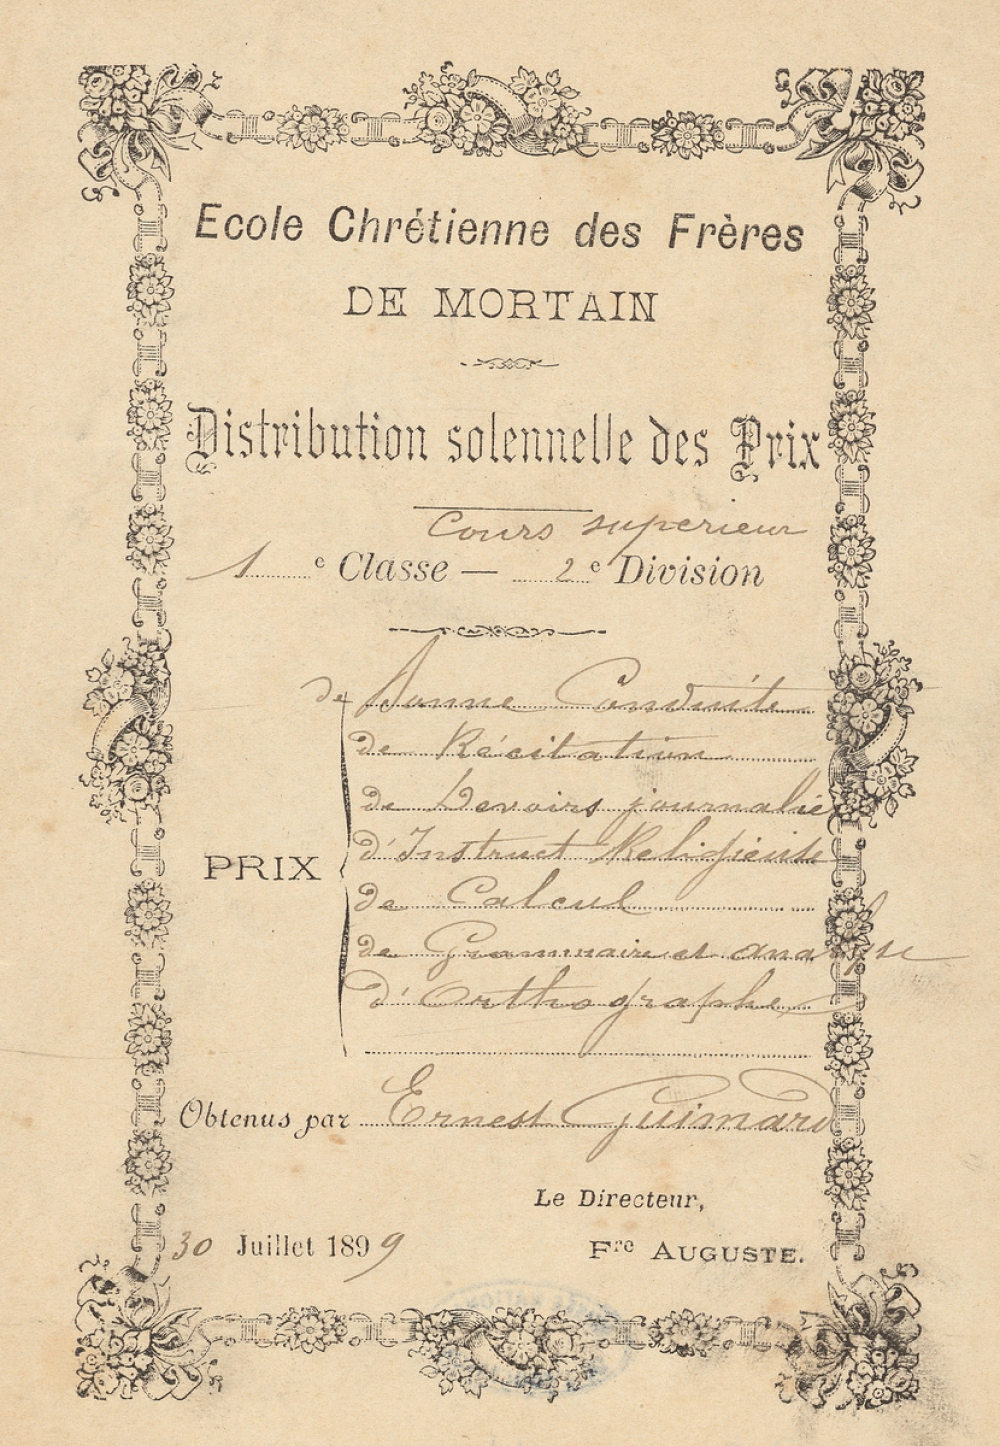 Ecole Chrétienne des Frères
DE MORTAIN
Distribution solennelle des Prix
Cours superieur
1e Classe — 2e Division
de Bonne Conduite
de Récitation
de Devoirs journalie
PRIX
d'Instruct Religieuse
de Calcul
de Grammaire et analyse
d'Orthographe
Obtenus par Ernest Guimard
Le Directeur,
30 Juillet 1899
Fre AUGUSTE.